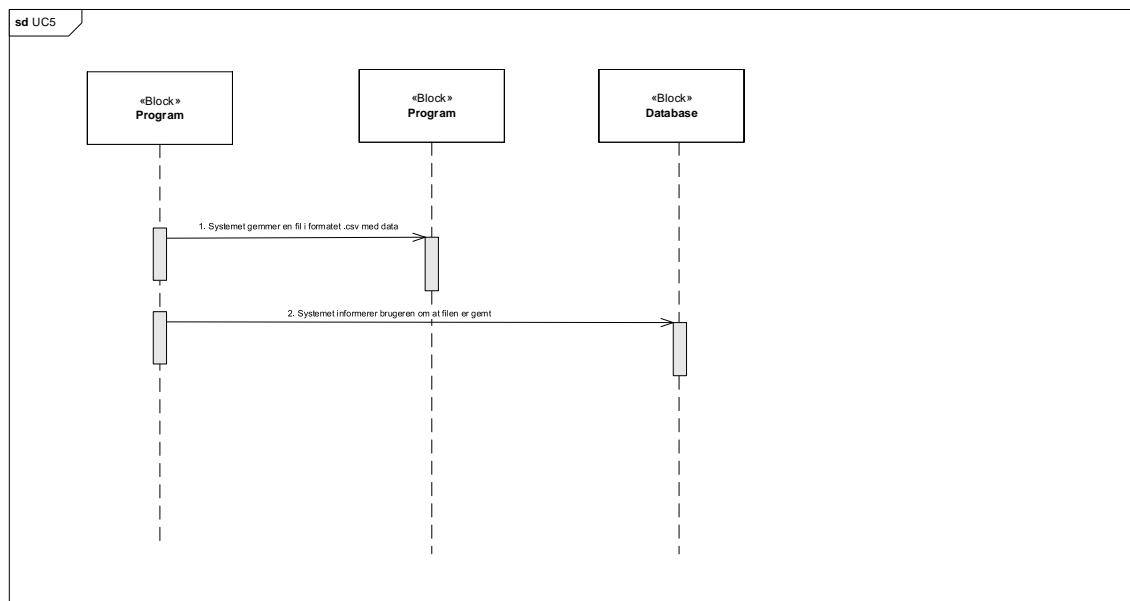 sd UC5
«Block»
Program
«Block»
Program
«Block»
Database
1. Systemet gemmer en fil i formatet .csv med data
2. Systemet informerer brugeren om at filen er gemt